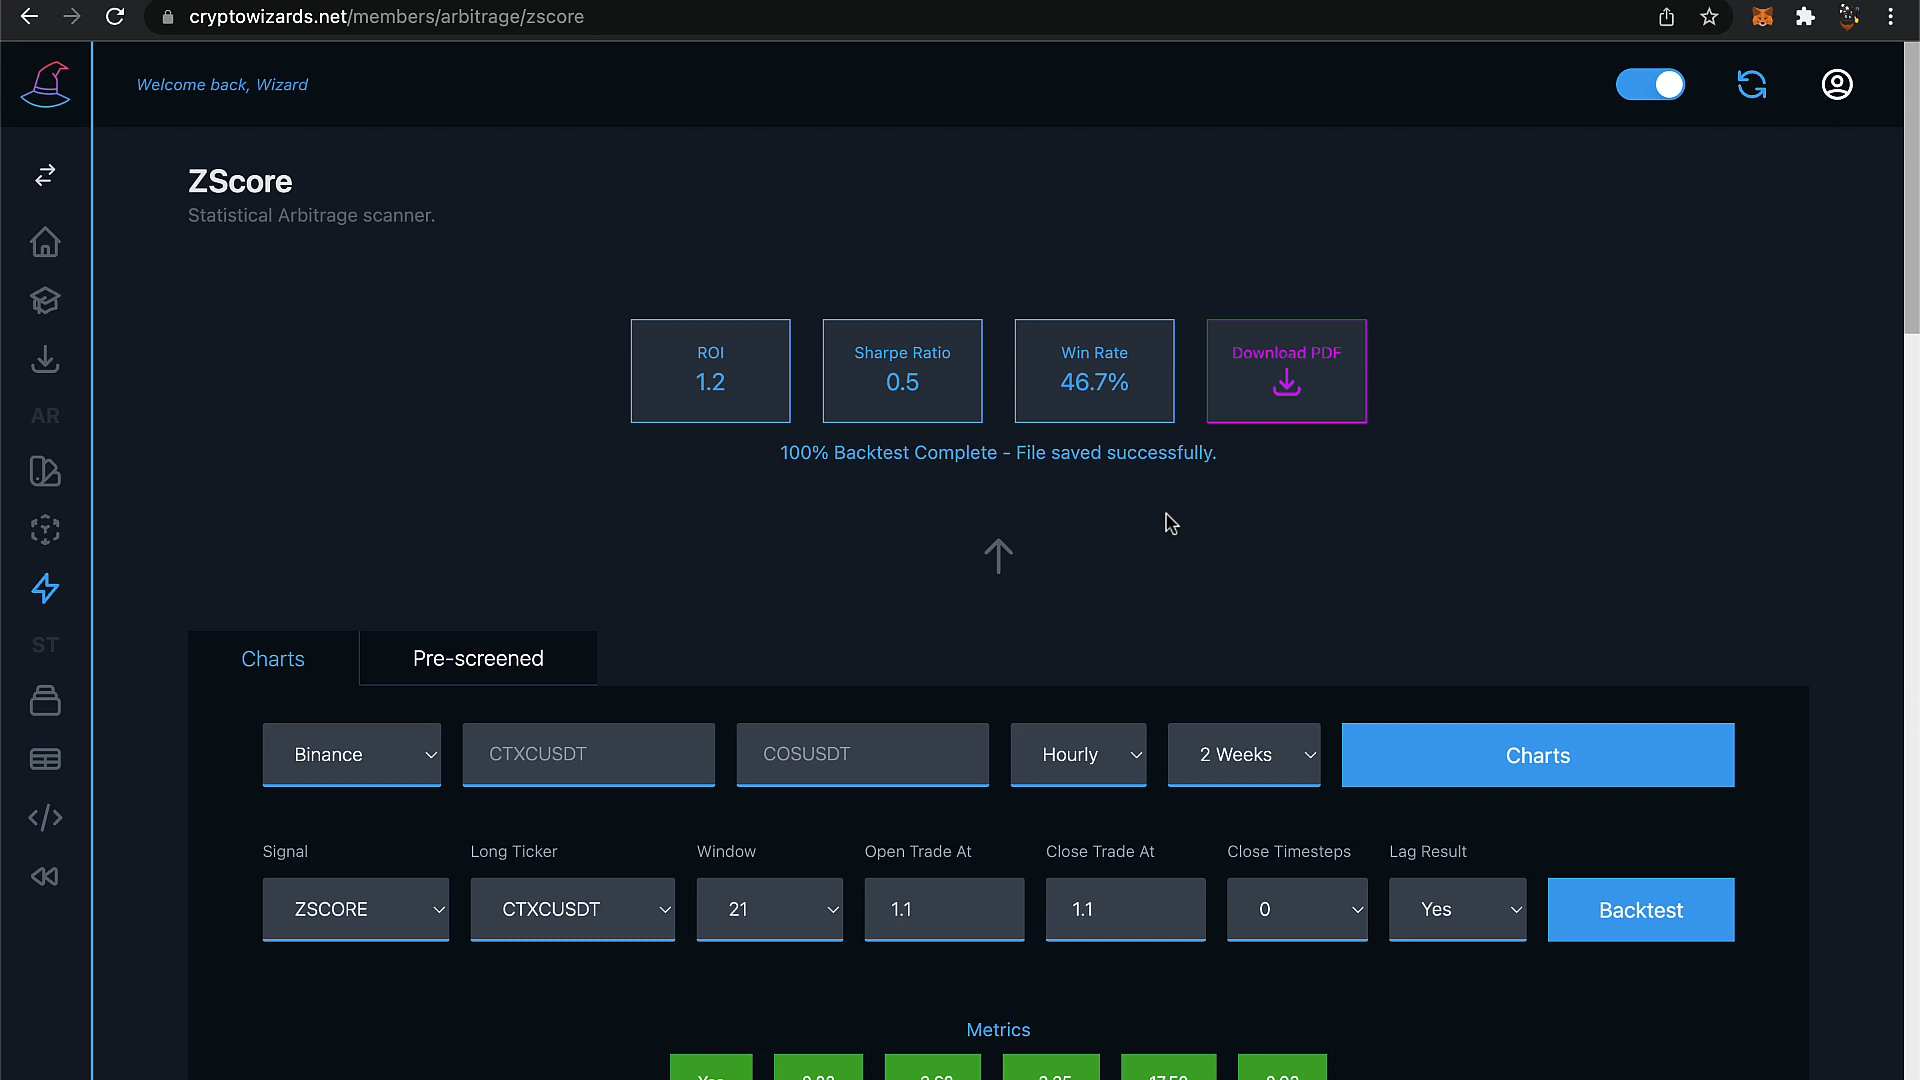 cryptowizards.net/members/arbitrage/zscore
Welcome back, Wizard
ZScore
Statistical Arbitrage scanner.
AR
ST
ROI
1.2
Sharpe Ratio
0.5
Win Rate
46.7%
Download PDF
100% Backtest Complete - File saved successfully.
Charts
Pre-screened
Binance
CTXCUSDT
COSUSDT
Hourly
2 Weeks
Charts
Signal
Long Ticker
Window
Open Trade At
Close Trade At
Close Timesteps
Lag Result
ZSCORE
CTXCUSDT
21
1.1
1.1
0
Yes
Backtest
Metrics